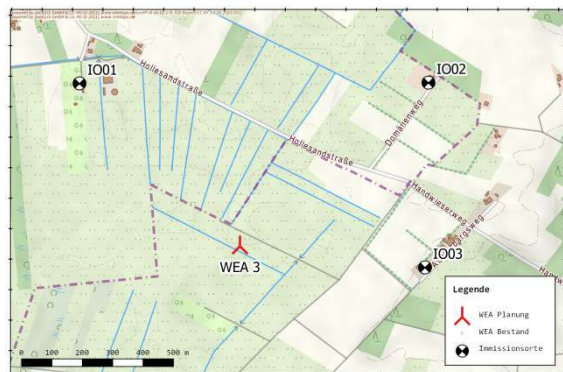 IO01
IO02
Hollesandstraße
Domänenweg
Hollesandstraße
Handwieserweg
IO03
WEA 3
Legende
WEA Planung
WEA Bestand
Immissionsorte
0 100 200 300 400 500 m